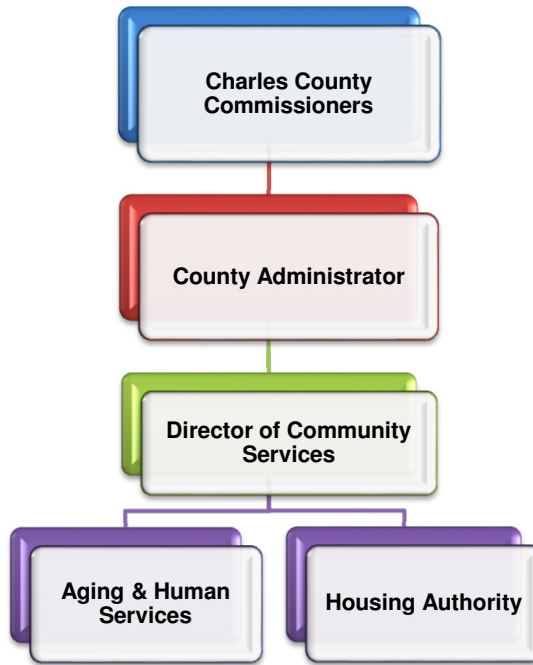 Charles County
Commissioners
County Administrator
Director of Community
Services
Aging & Human
Services
Housing Authority